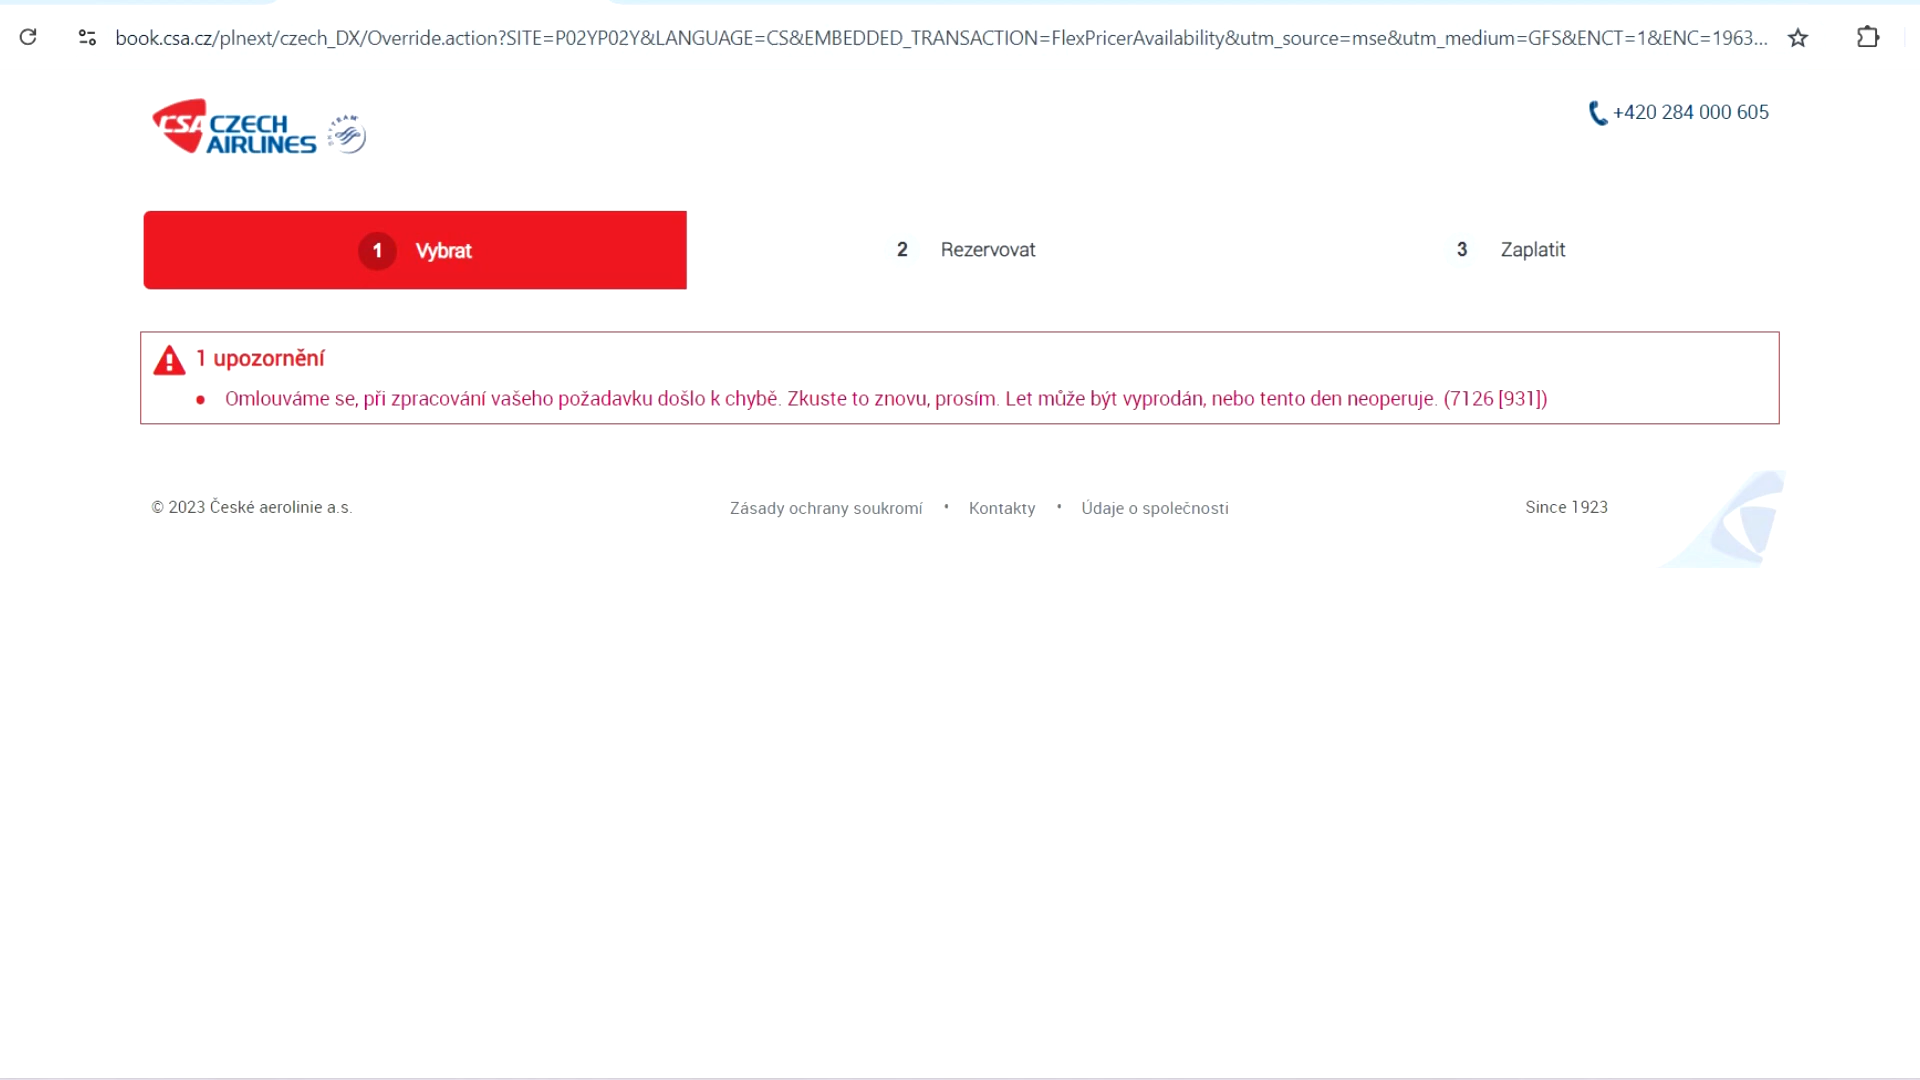 book.csa.cz/plnext/czech_DX/Override.action?SITE=P02YP02Y&LANGUAGE=CS&EMBEDDED_TRANSACTION=FlexPricerAvailability&utm_source=mse&utm_medium=GFS&ENCT=1&ENC=1963...
CSA CZECH AIRLINES
+420 284 000 605
1 Vybrat
2 Rezervovat
3 Zaplatit
1 upozornění
Omlouváme se, při zpracování vašeho požadavku došlo k chybě. Zkuste to znovu, prosím. Let může být vyprodán, nebo tento den neoperuje. (7126 [931])
© 2023 České aerolinie a.s.
Zásady ochrany soukromí • Kontakty • Údaje o společnosti
Since 1923